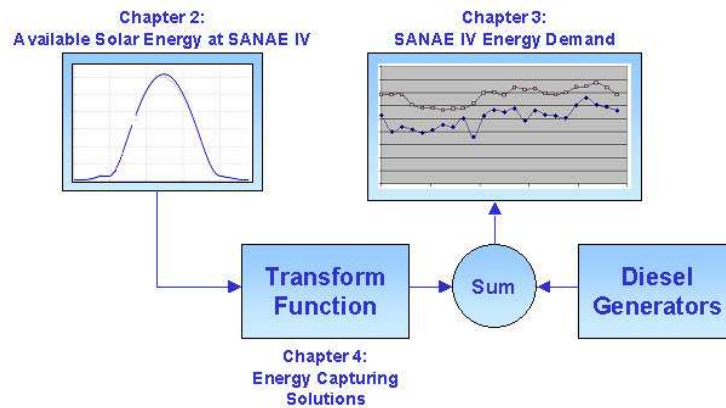 Chapter 2:
Available Solar Energy at SANAE IV
Chapter 3:
SANAE IV Energy Demand
Transform
Function
Sum
Diesel
Generators
Chapter 4:
Energy Capturing
Solutions